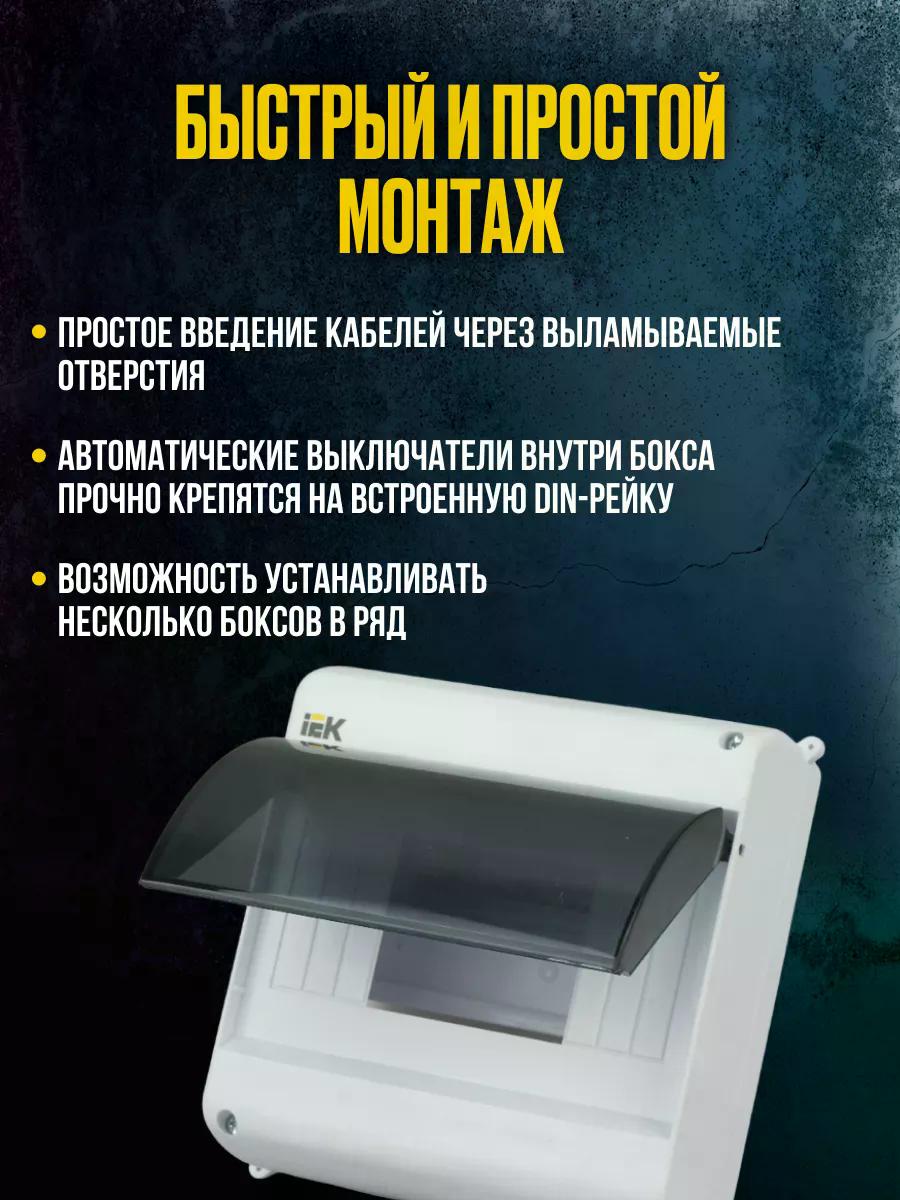 БЫСТРЫЙ И ПРОСТОЙ
МОНТАЖ
• ПРОСТОЕ ВВЕДЕНИЕ КАБЕЛЕЙ ЧЕРЕЗ ВЫЛАМЫВАЕМЫЕ
ОТВЕРСТИЯ
• АВТОМАТИЧЕСКИЕ ВЫКЛЮЧАТЕЛИ ВНУТРИ БОКСА
ПРОЧНО КРЕПЯТСЯ НА ВСТРОЕННУЮ DIN-РЕЙКУ
• ВОЗМОЖНОСТЬ УСТАНАВЛИВАТЬ
НЕСКОЛЬКО БОКСОВ В РЯД
iEK